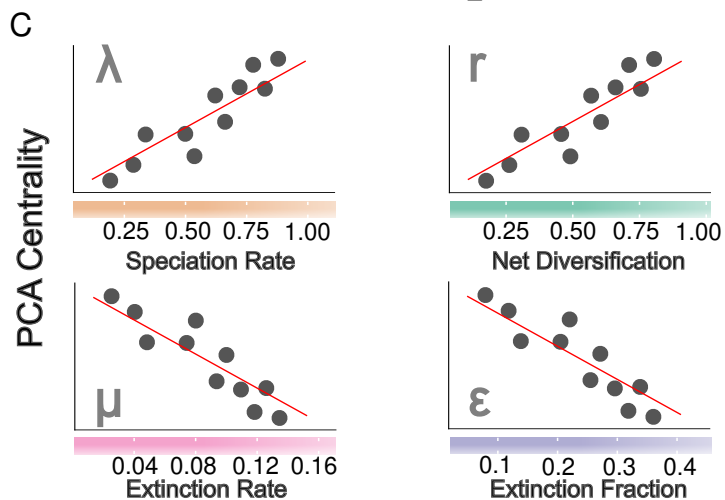 C
PCA Centrality
λ
0.25 0.50 0.75 1.00
Speciation Rate
r
0.25 0.50 0.75 1.00
Net Diversification
μ
0.04 0.08 0.12 0.16
Extinction Rate
ε
0.1 0.2 0.3 0.4
Extinction Fraction